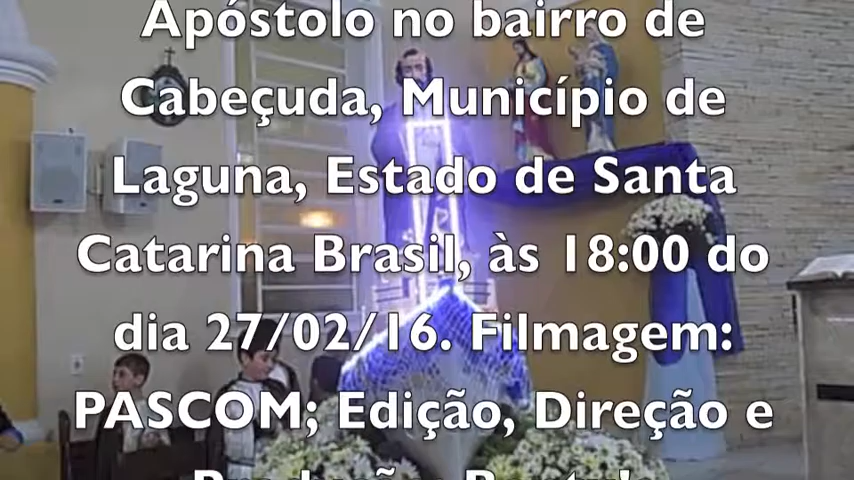 Apóstolo no bairro de
Cabeçuda, Município de
Laguna, Estado de Santa
Catarina Brasil, às 18:00 do
dia 27/02/16. Filmagem:
PASCOM; Edição, Direção e